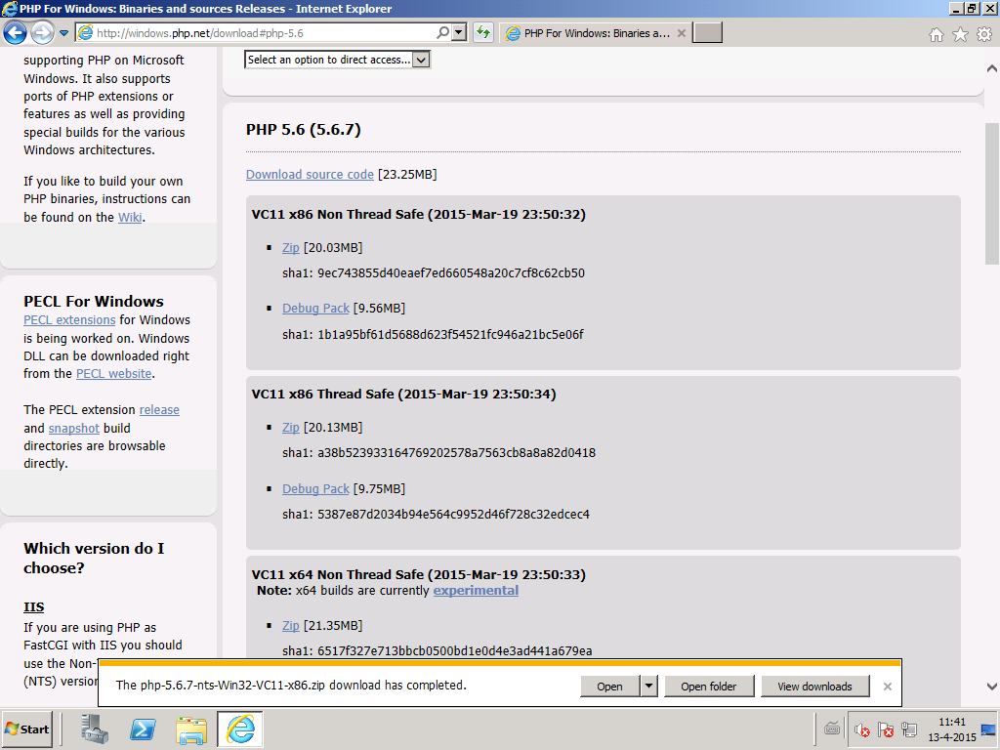 PHP For Windows: Binaries and sources Releases - Internet Explorer
http://windows.php.net/download#php-5.6
PHP For Windows: Binaries a...
supporting PHP on Microsoft
Windows. It also supports
ports of PHP extensions or
features as well as providing
special builds for the various
Windows architectures.
If you like to build your own
PHP binaries, instructions can
be found on the Wiki.
PECL For Windows
PECL extensions for Windows
is being worked on. Windows
DLL can be downloaded right
from the PECL website.
The PECL extension release
and snapshot build
directories are browsable
directly.
Which version do I
choose?
IIS
If you are using PHP as
FastCGI with IIS you should
use the Non-
(NTS) version
Select an option to direct access...
PHP 5.6 (5.6.7)
Download source code [23.25MB]
VC11 x86 Non Thread Safe (2015-Mar-19 23:50:32)
Zip [20.03MB]
sha1: 9ec743855d40eaef7ed660548a20c7cf8c62cb50
Debug Pack [9.56MB]
sha1: 1b1a95bf61d5688d623f54521fc946a21bc5e06f
VC11 x86 Thread Safe (2015-Mar-19 23:50:34)
Zip [20.13MB]
sha1: a38b523933164769202578a7563cb8a8a82d0418
Debug Pack [9.75MB]
sha1: 5387e87d2034b94e564c9952d46f728c32edcec4
VC11 x64 Non Thread Safe (2015-Mar-19 23:50:33)
Note: x64 builds are currently experimental
Zip [21.35MB]
sha1: 6517f327e713bbcb0500bd1e0d4e3ad441a679ea
The php-5.6.7-nts-Win32-VC11-x86.zip download has completed.
Open
Open folder
View downloads
Start
11:41
13-4-2015